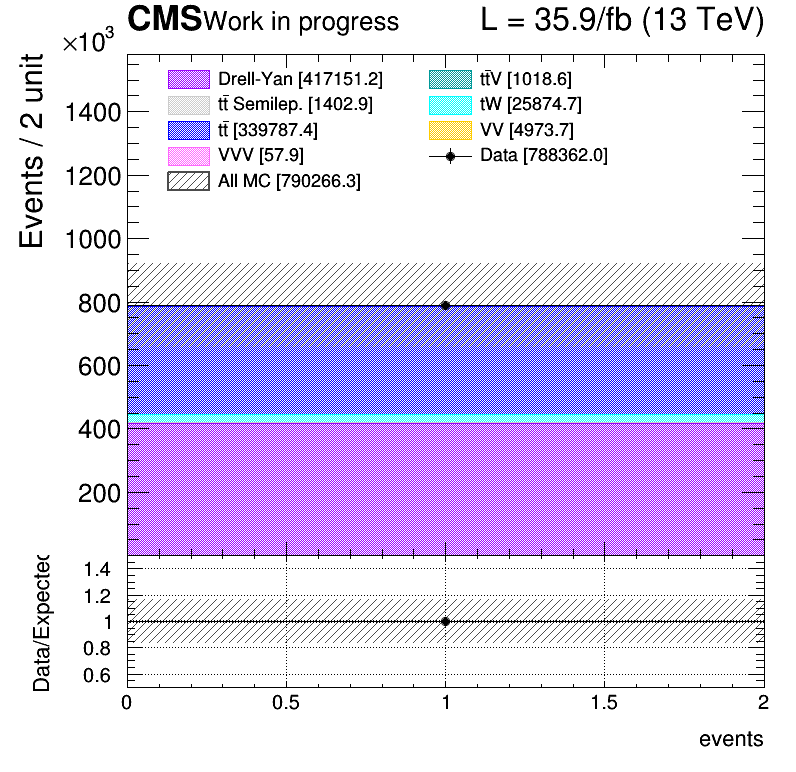 CMS Work in progress L = 35.9/fb (13 TeV)
×10³
Events / 2 unit
Drell-Yan [417151.2]
tt̄ Semilep. [1402.9]
tt̄ [339787.4]
VVV [57.9]
All MC [790266.3]
tt̄V [1018.6]
tW [25874.7]
VV [4973.7]
Data [788362.0]
1400
1200
1000
800
600
400
200
Data/Expected
1.4
1.2
1
0.8
0.6
0 0.5 1 1.5 2
events